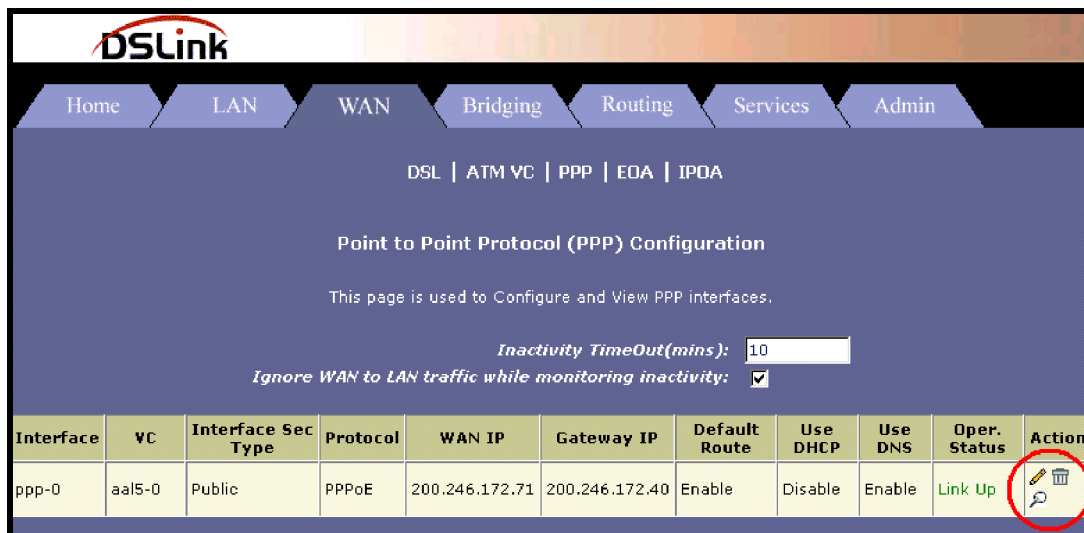 DSLink
Home LAN WAN Bridging Routing Services Admin
DSL | ATM VC | PPP | EOA | IPOA
Point to Point Protocol (PPP) Configuration
This page is used to Configure and View PPP interfaces.
Inactivity TimeOut(mins): 10
Ignore WAN to LAN traffic while monitoring inactivity:
Interface VC Interface Sec Type Protocol WAN IP Gateway IP Default Route Use DHCP Use DNS Oper. Status Action
ppp-0 aal5-0 Public PPPoE 200.246.172.71 200.246.172.40 Enable Disable Enable Link Up